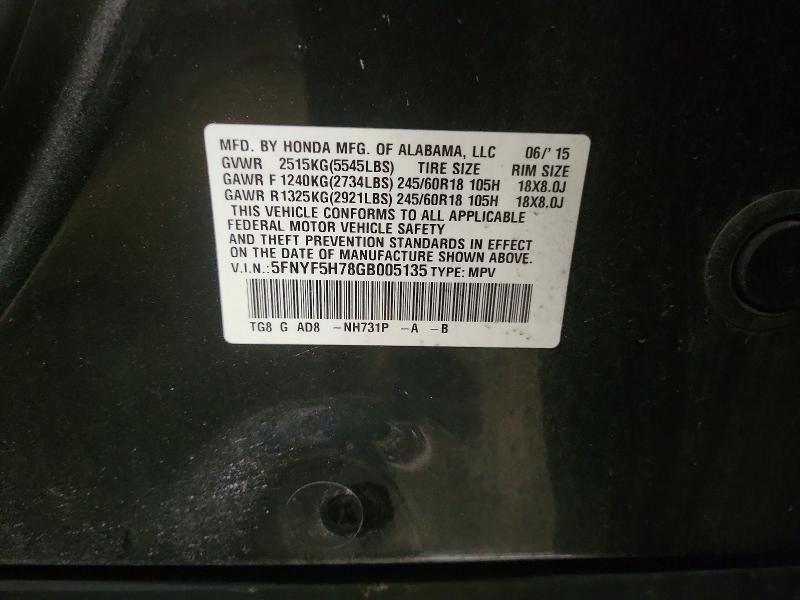 MFD. BY HONDA MFG. OF ALABAMA, LLC 06/'15
GVWR 2515KG(5545LBS) TIRE SIZE RIM SIZE
GAWR F 1240KG(2734LBS) 245/60R18 105H 18X8.0J
GAWR R1325KG(2921LBS) 245/60R18 105H 18X8.0J
THIS VEHICLE CONFORMS TO ALL APPLICABLE
FEDERAL MOTOR VEHICLE SAFETY
AND THEFT PREVENTION STANDARDS IN EFFECT
ON THE DATE OF MANUFACTURE SHOWN ABOVE.
V.I.N.:5FNYF5H78GB005135 TYPE: MPV
TG8 G AD8 -NH731P -A -B